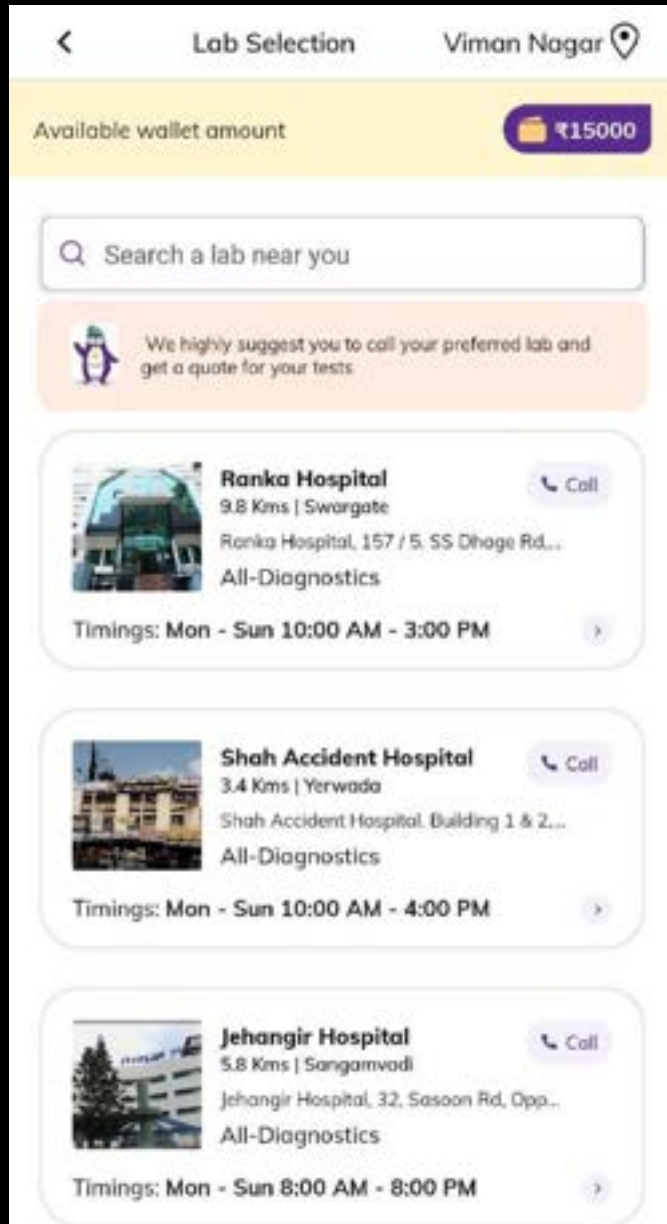 Lab Selection
Viman Nagar
Available wallet amount
₹15000
Search a lab near you
We highly suggest you to call your preferred lab and
get a quote for your tests
Ranka Hospital
Call
9.8 Kms | Swargate
Ranka Hospital, 157 / 5, SS Dhage Rd,...
All-Diagnostics
Timings: Mon - Sun 10:00 AM - 3:00 PM
Shah Accident Hospital
Call
3.4 Kms | Yerwada
Shah Accident Hospital, Building 1 & 2,...
All-Diagnostics
Timings: Mon - Sun 10:00 AM - 4:00 PM
Jehangir Hospital
Call
5.8 Kms | Sangamvadi
Jehangir Hospital, 32, Sasoon Rd, Opp...
All-Diagnostics
Timings: Mon - Sun 8:00 AM - 8:00 PM